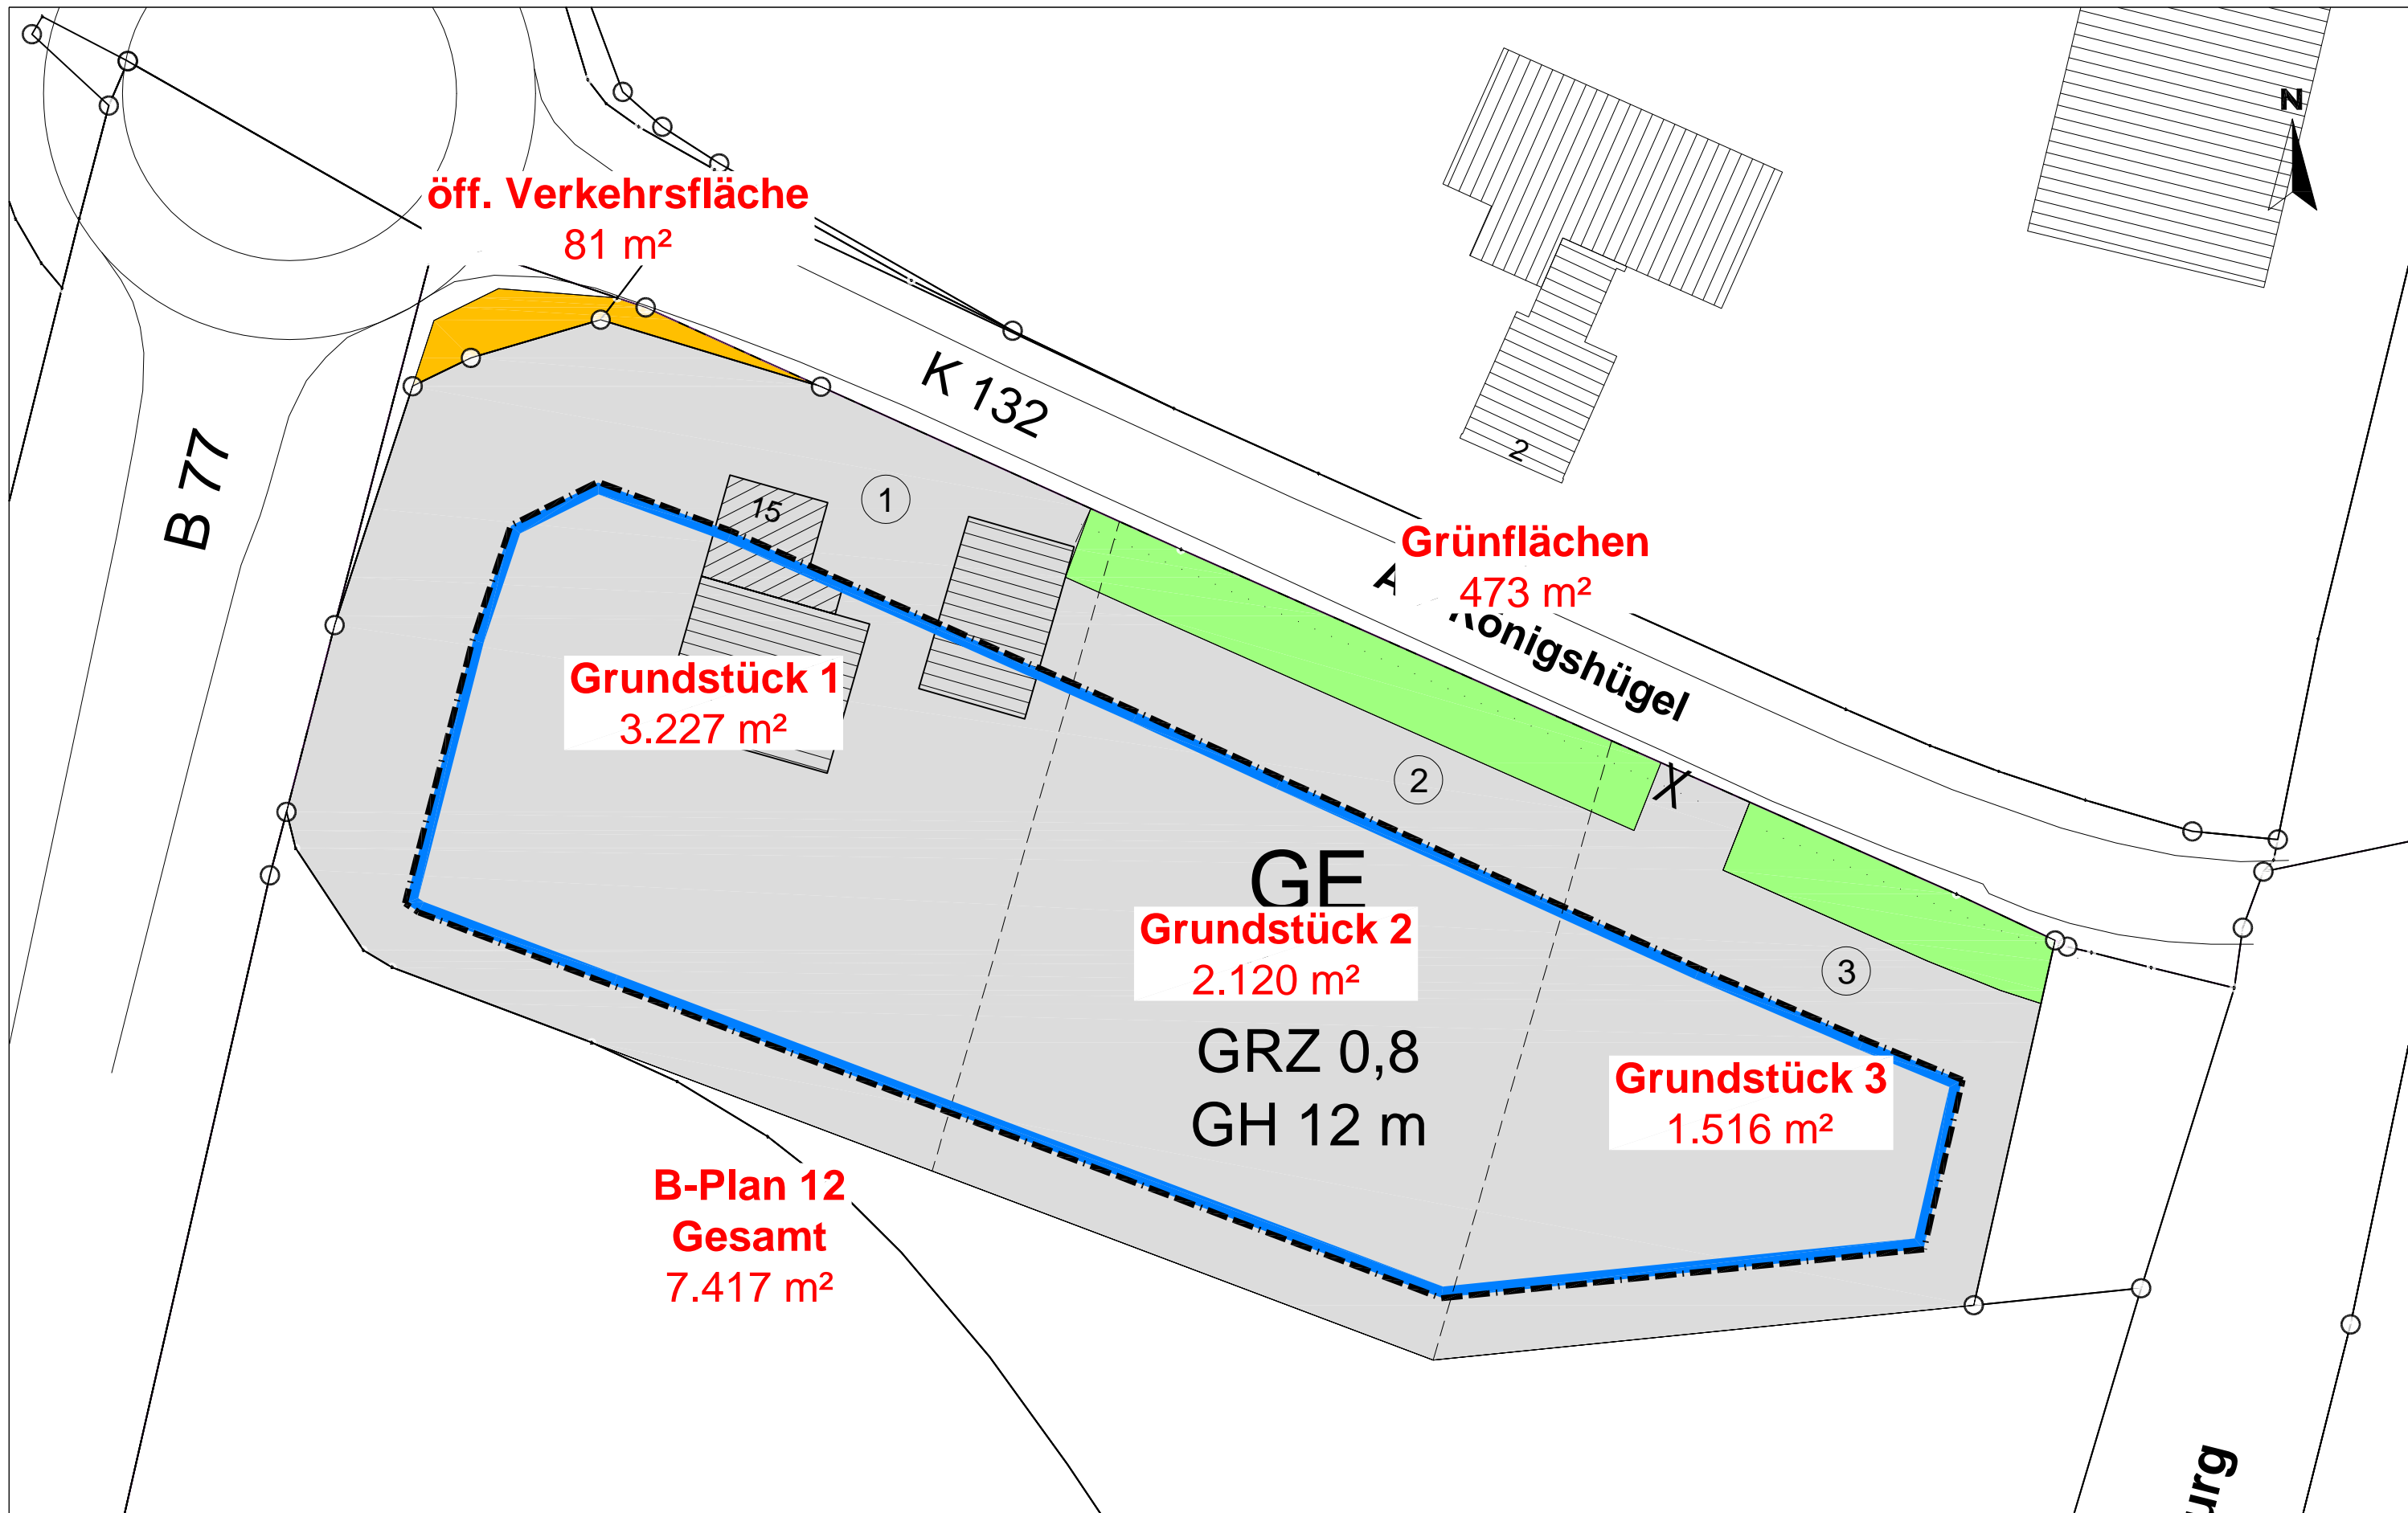 N
öff. Verkehrsfläche
81 m²
K 132
B 77
2
15
1
Grünflächen
473 m²
Königshügel
Grundstück 1
3.227 m²
2
X
GE
Grundstück 2
2.120 m²
3
GRZ 0,8
GH 12 m
Grundstück 3
1.516 m²
B-Plan 12
Gesamt
7.417 m²